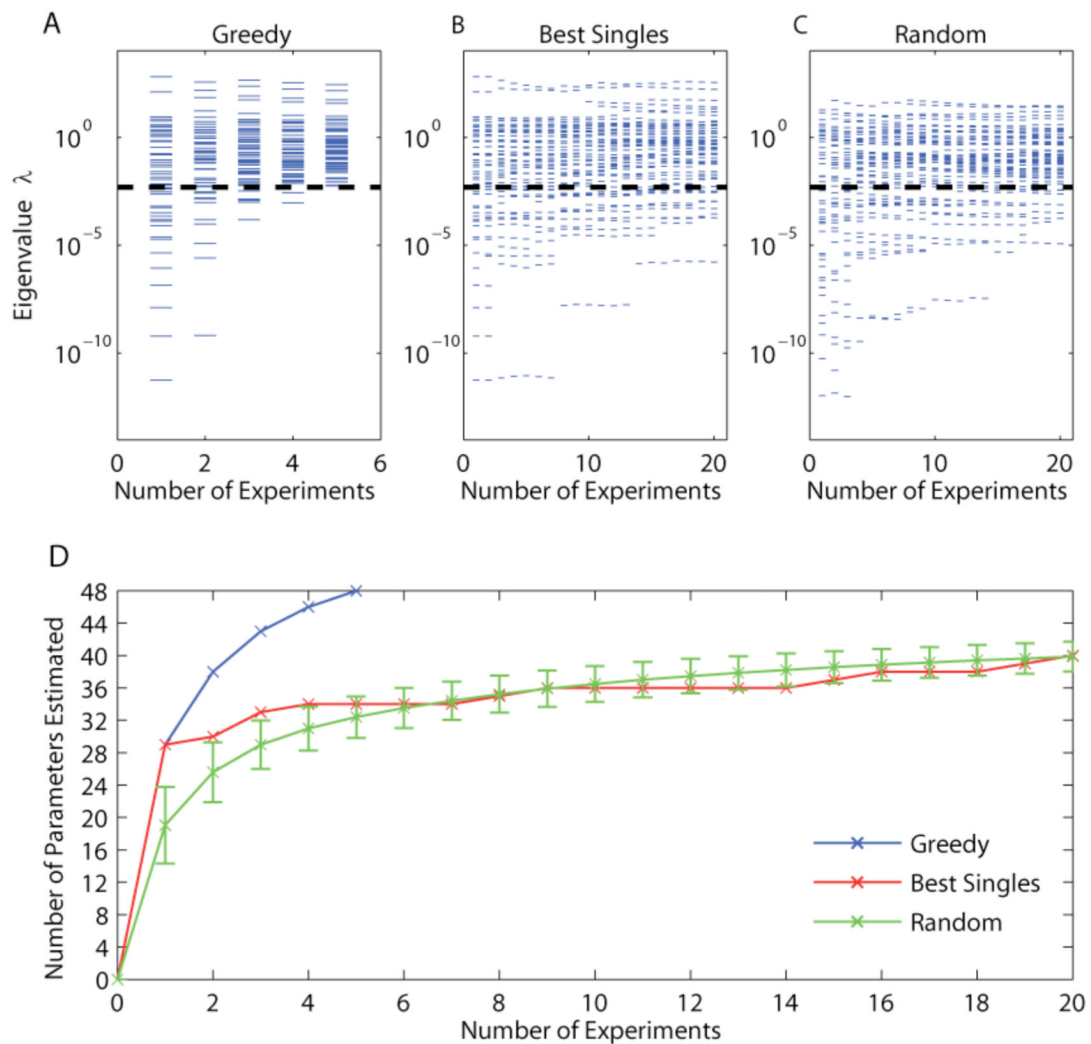 A
Greedy
B
Best Singles
C
Random
10^0
10^-5
10^-10
Eigenvalue λ
0 2 4 6
Number of Experiments
10^0
10^-5
10^-10
0 10 20
Number of Experiments
10^0
10^-5
10^-10
0 10 20
Number of Experiments
D
48
44
40
36
32
28
24
20
16
12
8
4
0
Number of Parameters Estimated
Greedy
Best Singles
Random
0 2 4 6 8 10 12 14 16 18 20
Number of Experiments